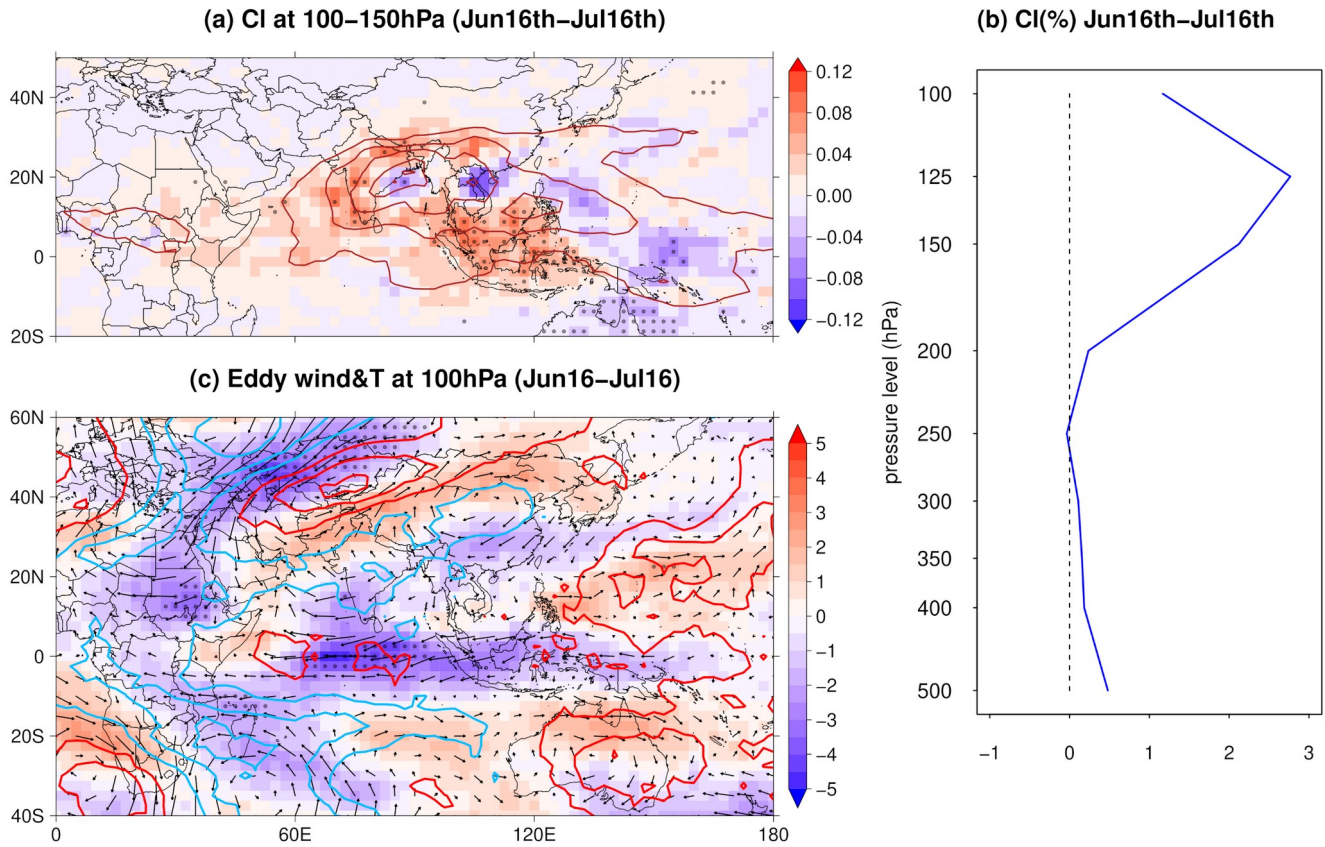 (a) Cl at 100−150hPa (Jun16th−Jul16th)
40N
20N
0
20S
0.12
0.08
0.04
0.00
−0.04
−0.08
−0.12
(b) Cl(%) Jun16th−Jul16th
pressure level (hPa)
100
125
150
200
250
300
350
400
500
−1
0
1
2
3
(c) Eddy wind&T at 100hPa (Jun16−Jul16)
60N
40N
20N
0
20S
40S
0
60E
120E
180
5
4
3
2
1
0
−1
−2
−3
−4
−5